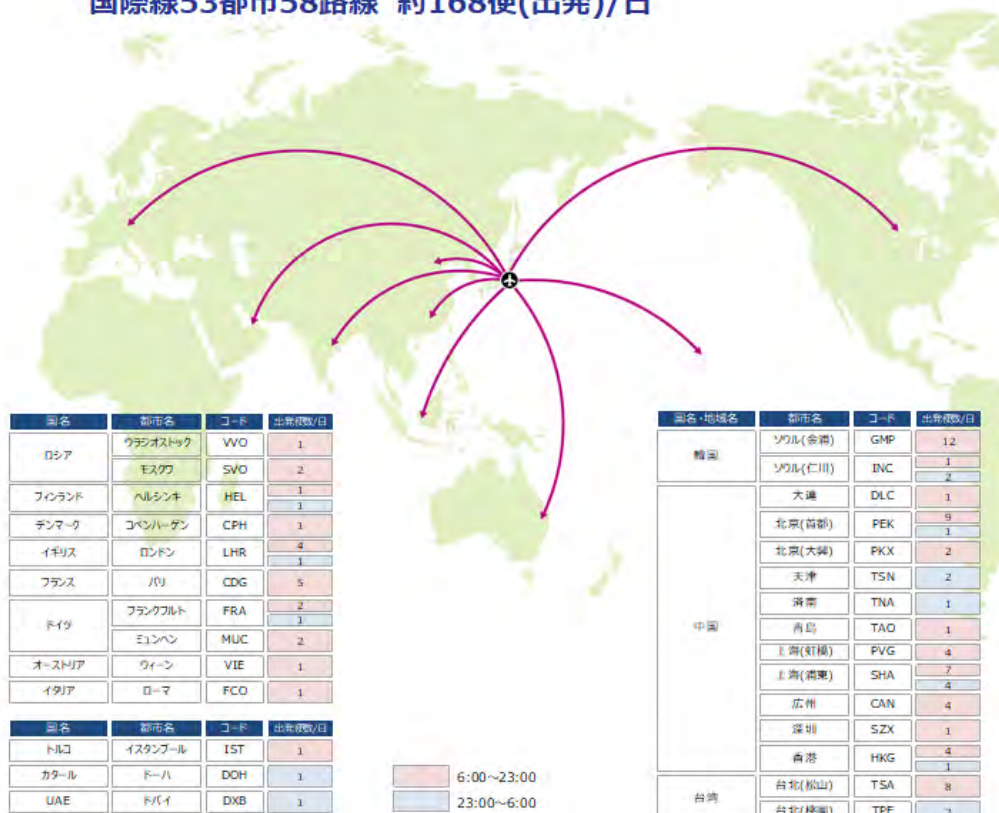 国際線53都市58路線 約168便(出発)/日
国名 都市名 コード 出発便数/日
ロシア ウラジオストック VVO 1
モスクワ SVO 2
フィンランド ヘルシンキ HEL 1
1
デンマーク コペンハーゲン CPH 1
イギリス ロンドン LHR 4
1
フランス パリ CDG 5
ドイツ フランクフルト FRA 2
1
ミュンヘン MUC 2
オーストリア ウィーン VIE 1
イタリア ローマ FCO 1
国名 都市名 コード 出発便数/日
トルコ イスタンブール IST 1
カタール ドーハ DOH 1
UAE ドバイ DXB 1
6:00~23:00
23:00~6:00
国名・地域名 都市名 コード 出発便数/日
韓国 ソウル(金浦) GMP 12
ソウル(仁川) INC 1
2
中国 大連 DLC 1
北京(首都) PEK 9
1
北京(大興) PKX 2
天津 TSN 2
済南 TNA 1
青島 TAO 1
上海(虹橋) PVG 4
上海(浦東) SHA 7
4
広州 CAN 4
深圳 SZX 1
香港 HKG 4
1
台湾 台北(松山) TSA 8
台北(桃園) TPE 2